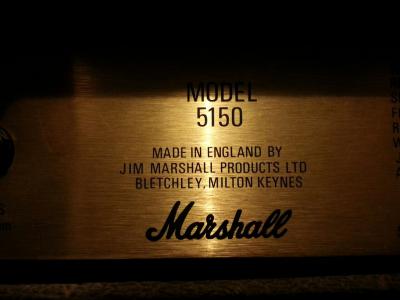 MODEL
5150
MADE IN ENGLAND BY
JIM MARSHALL PRODUCTS LTD
BLETCHLEY, MILTON KEYNES
Marshall